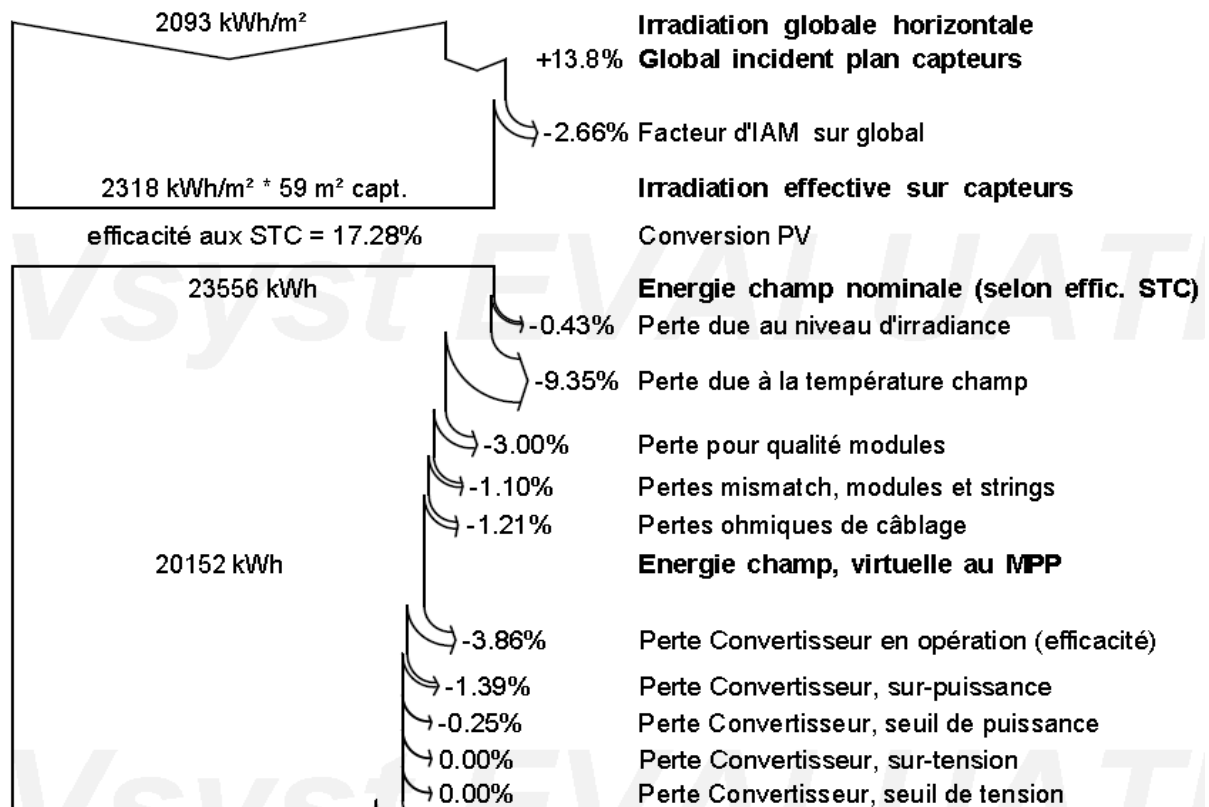 2093 kWh/m² Irradiation globale horizontale
+13.8% Global incident plan capteurs
-2.66% Facteur d'IAM sur global
2318 kWh/m² * 59 m² capt. Irradiation effective sur capteurs
efficacité aux STC = 17.28% Conversion PV
23556 kWh Energie champ nominale (selon effic. STC)
-0.43% Perte due au niveau d'irradiance
-9.35% Perte due à la température champ
-3.00% Perte pour qualité modules
-1.10% Pertes mismatch, modules et strings
-1.21% Pertes ohmiques de câblage
20152 kWh Energie champ, virtuelle au MPP
-3.86% Perte Convertisseur en opération (efficacité)
-1.39% Perte Convertisseur, sur-puissance
-0.25% Perte Convertisseur, seuil de puissance
0.00% Perte Convertisseur, sur-tension
0.00% Perte Convertisseur, seuil de tension
Vsyst EVALUATI
Vsyst EVALUATI